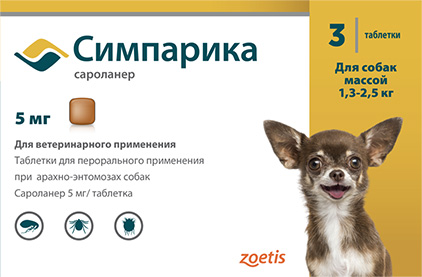 Симпарика
сароланер
3 таблетки
Для собак
массой
1,3-2,5 кг
5 мг
Для ветеринарного применения
Таблетки для перорального применения
при арахно-энтомозах собак
Сароланер 5 мг/ таблетка
zoetis